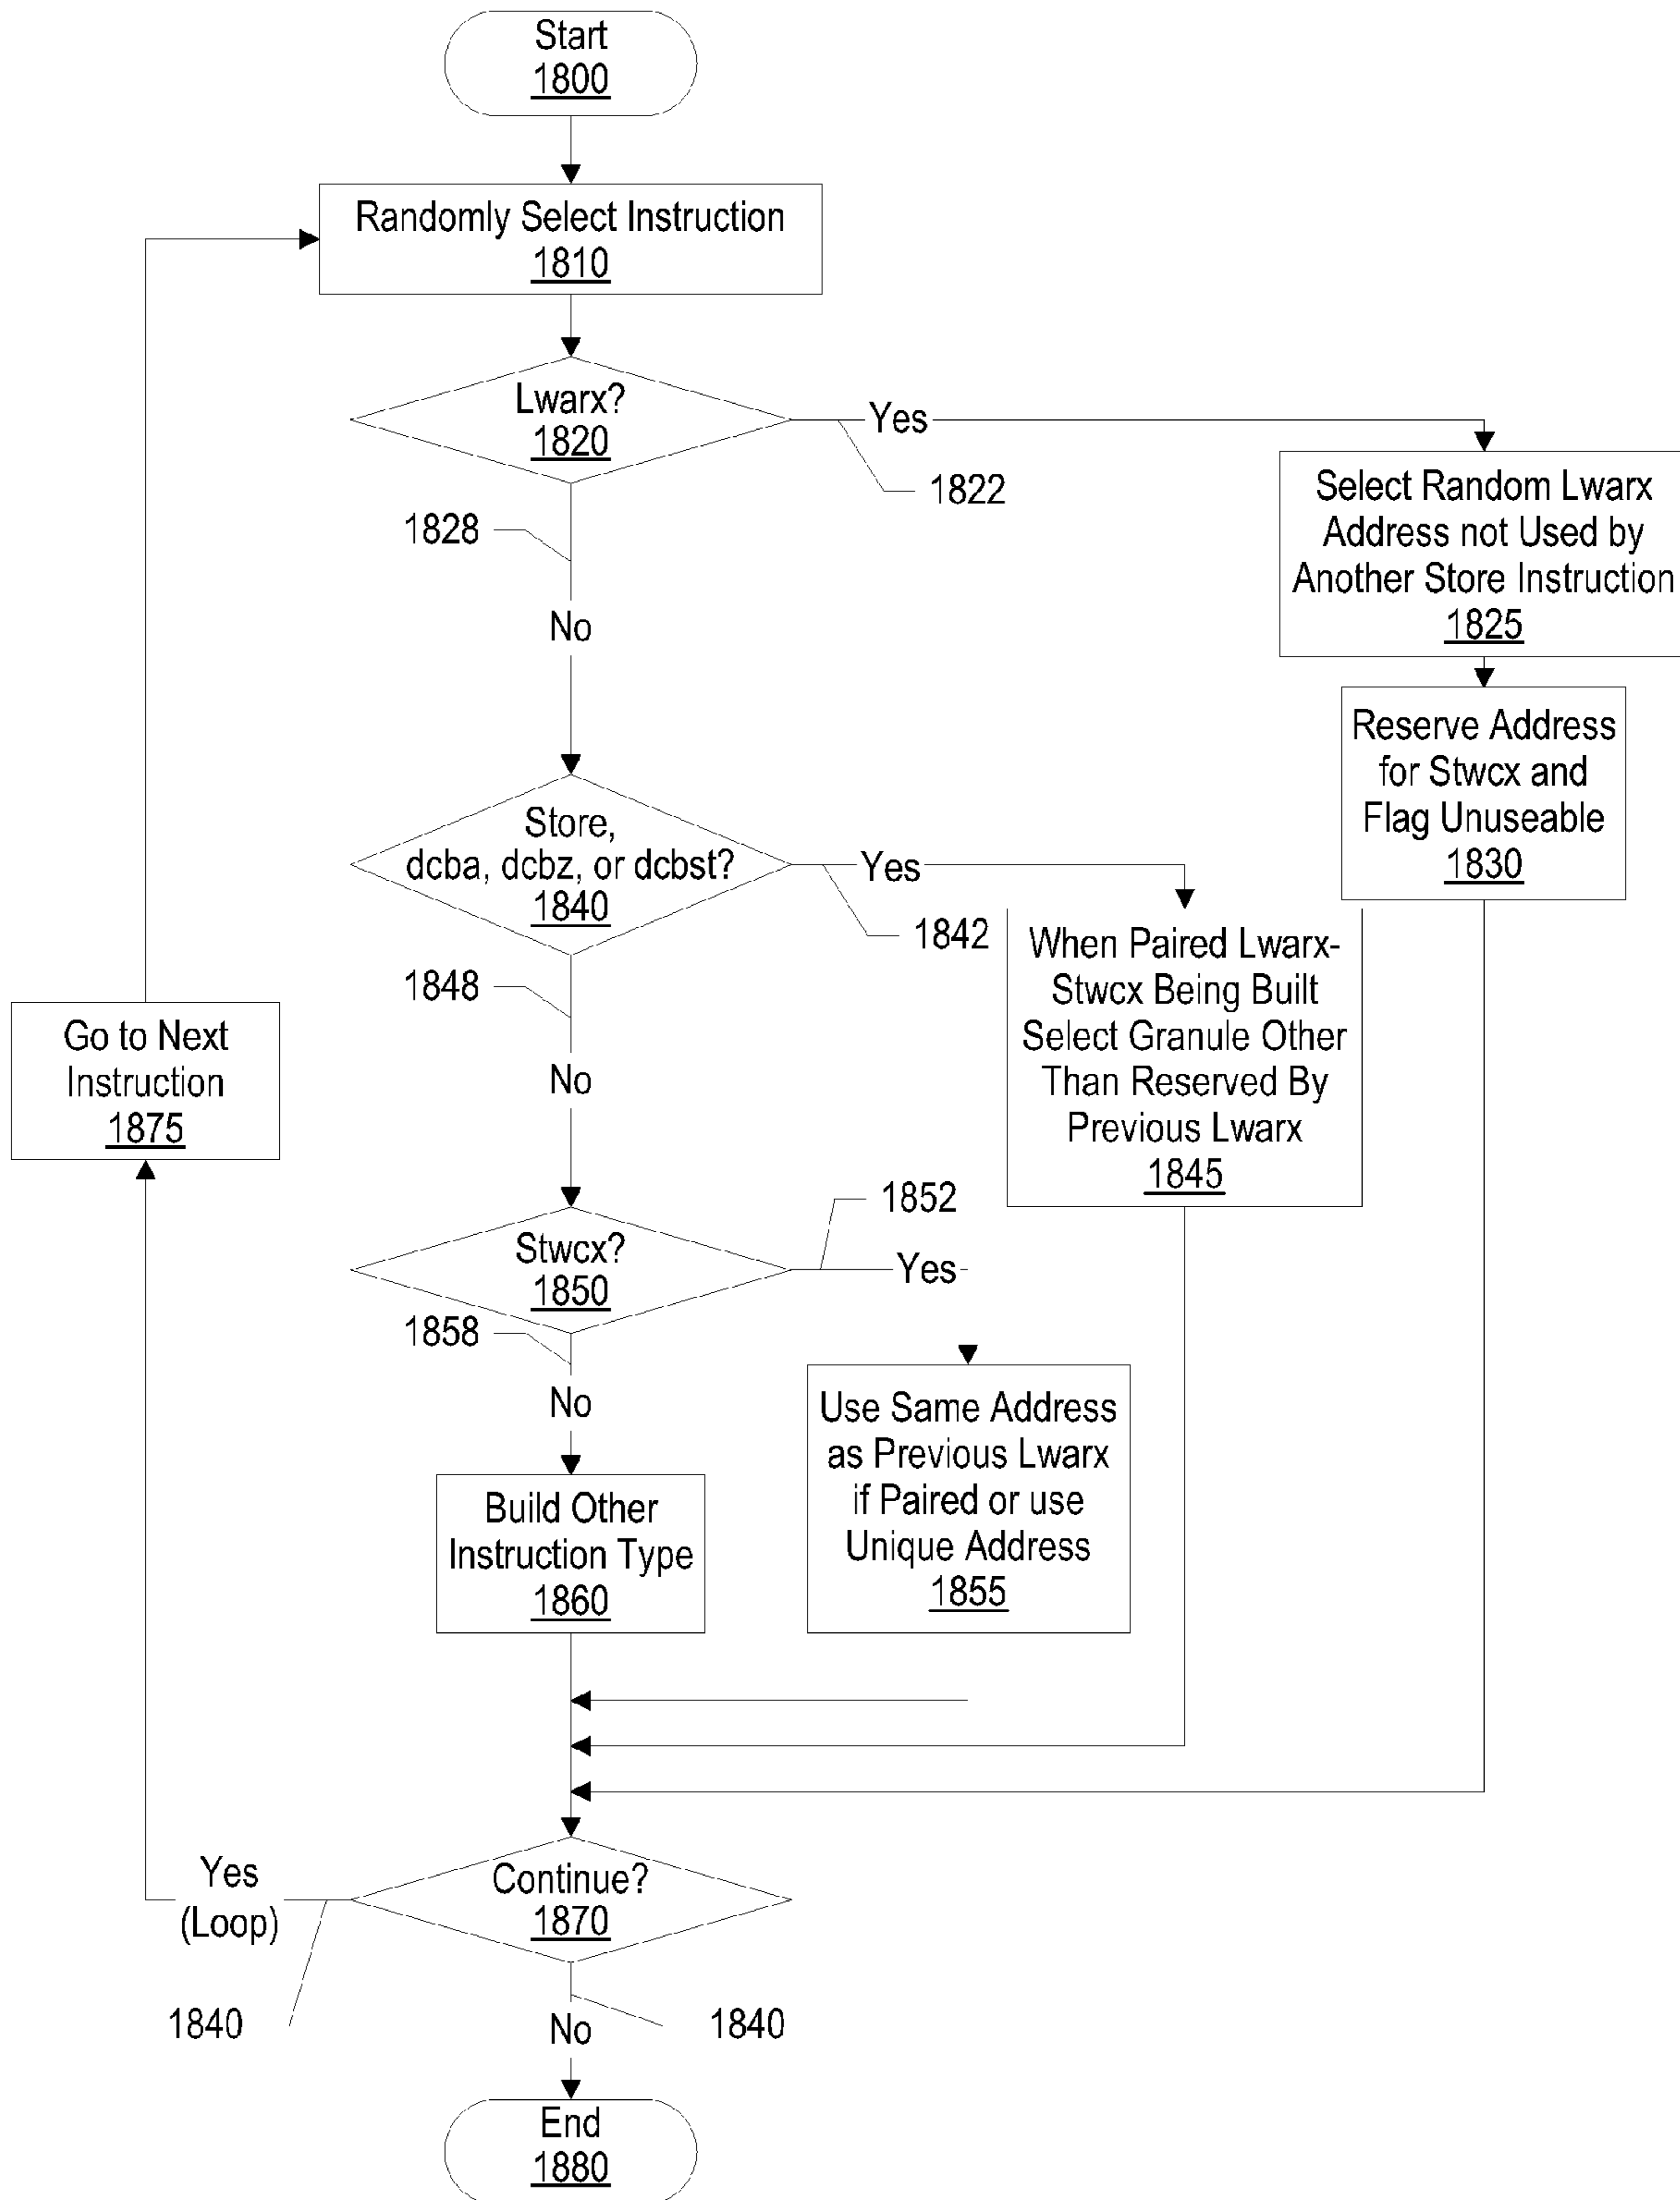 Start
1800
Randomly Select Instruction
1810
Lwarx?
1820
Yes
1822
1828
No
Select Random Lwarx
Address not Used by
Another Store Instruction
1825
Reserve Address
for Stwcx and
Flag Unuseable
1830
Store,
dcba, dcbz, or dcbst?
1840
Yes
1842
1848
No
When Paired Lwarx-
Stwcx Being Built
Select Granule Other
Than Reserved By
Previous Lwarx
1845
Go to Next
Instruction
1875
Stwcx?
1850
1852
Yes
1858
No
Use Same Address
as Previous Lwarx
if Paired or use
Unique Address
1855
Build Other
Instruction Type
1860
Continue?
1870
Yes
(Loop)
1840
No
1840
End
1880